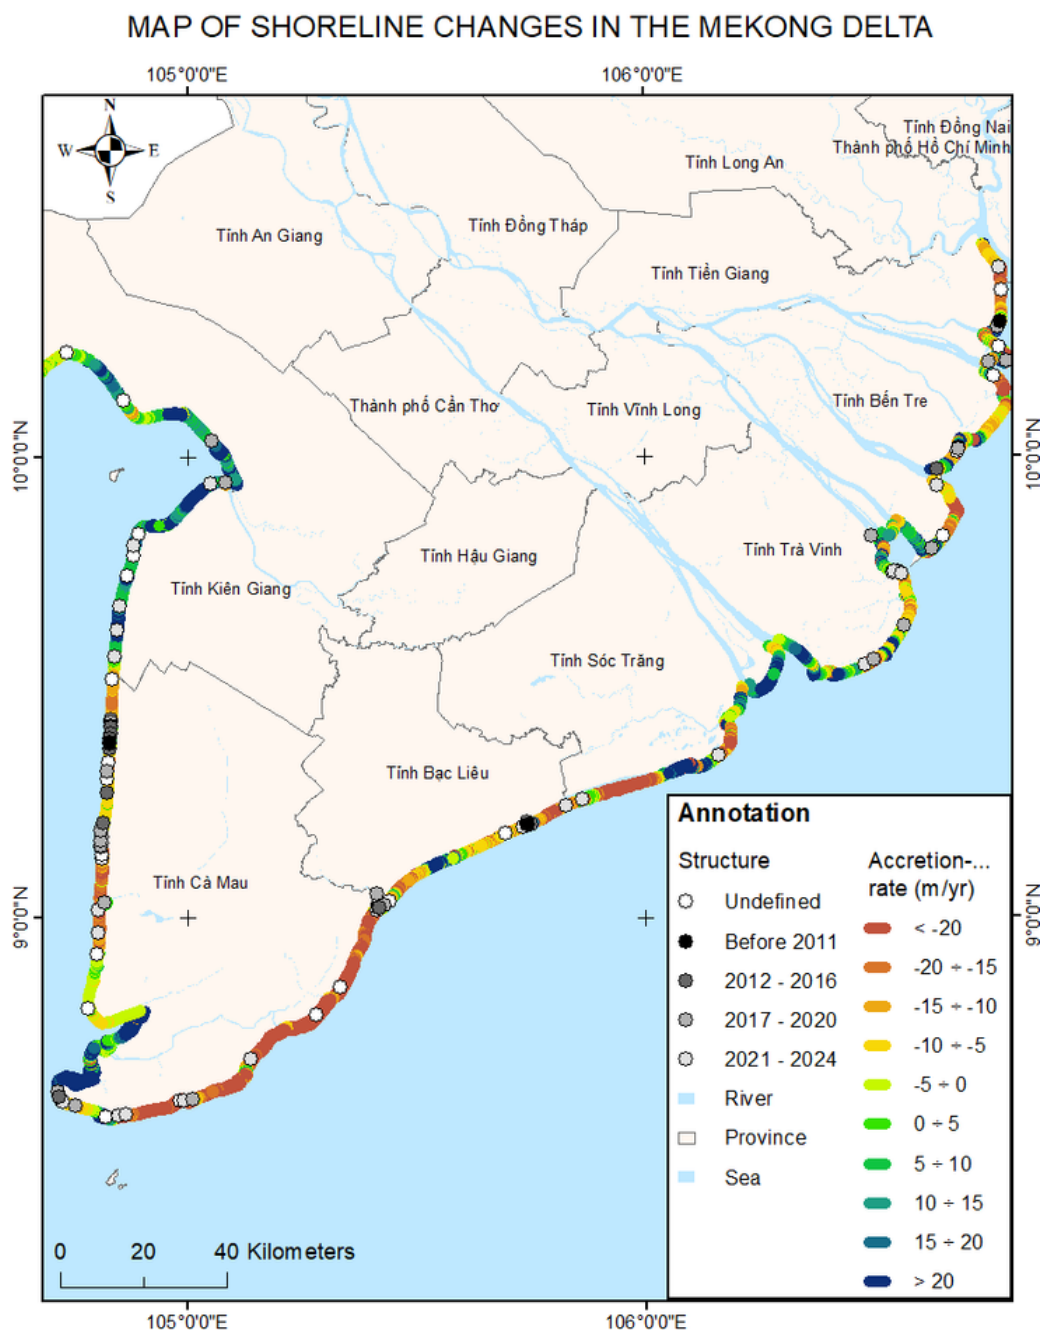 MAP OF SHORELINE CHANGES IN THE MEKONG DELTA
105°0'0"E
106°0'0"E
N
W
E
S
Tỉnh Đồng Nai
Thành phố Hồ Chí Minh
Tỉnh Long An
Tỉnh An Giang
Tỉnh Đồng Tháp
Tỉnh Tiền Giang
Thành phố Cần Thơ
Tỉnh Vĩnh Long
Tỉnh Bến Tre
10°0'0"N
10°0'0"N
Tỉnh Hậu Giang
Tỉnh Trà Vinh
Tỉnh Kiên Giang
Tỉnh Sóc Trăng
Tỉnh Bạc Liêu
Tỉnh Cà Mau
9°0'0"N
9°0'0"N
Annotation
Structure
Undefined
Before 2011
2012 - 2016
2017 - 2020
2021 - 2024
River
Province
Sea
Accretion-...
rate (m/yr)
< -20
-20 ÷ -15
-15 ÷ -10
-10 ÷ -5
-5 ÷ 0
0 ÷ 5
5 ÷ 10
10 ÷ 15
15 ÷ 20
> 20
0 20 40 Kilometers
105°0'0"E
106°0'0"E